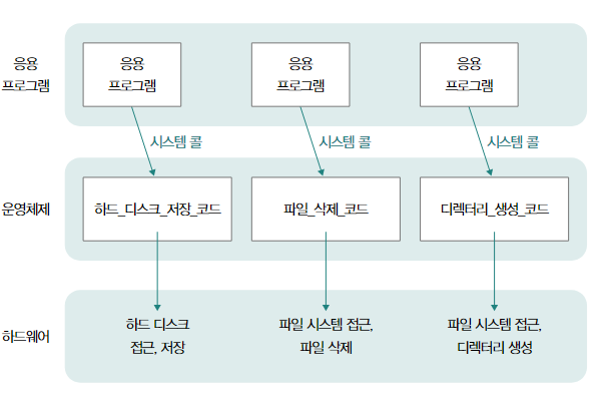 응용
프로그램
응용
프로그램
응용
프로그램
응용
프로그램
시스템 콜
시스템 콜
시스템 콜
운영체제
하드_디스크_저장_코드
파일_삭제_코드
디렉터리_생성_코드
하드웨어
하드 디스크
접근, 저장
파일 시스템 접근,
파일 삭제
파일 시스템 접근,
디렉터리 생성